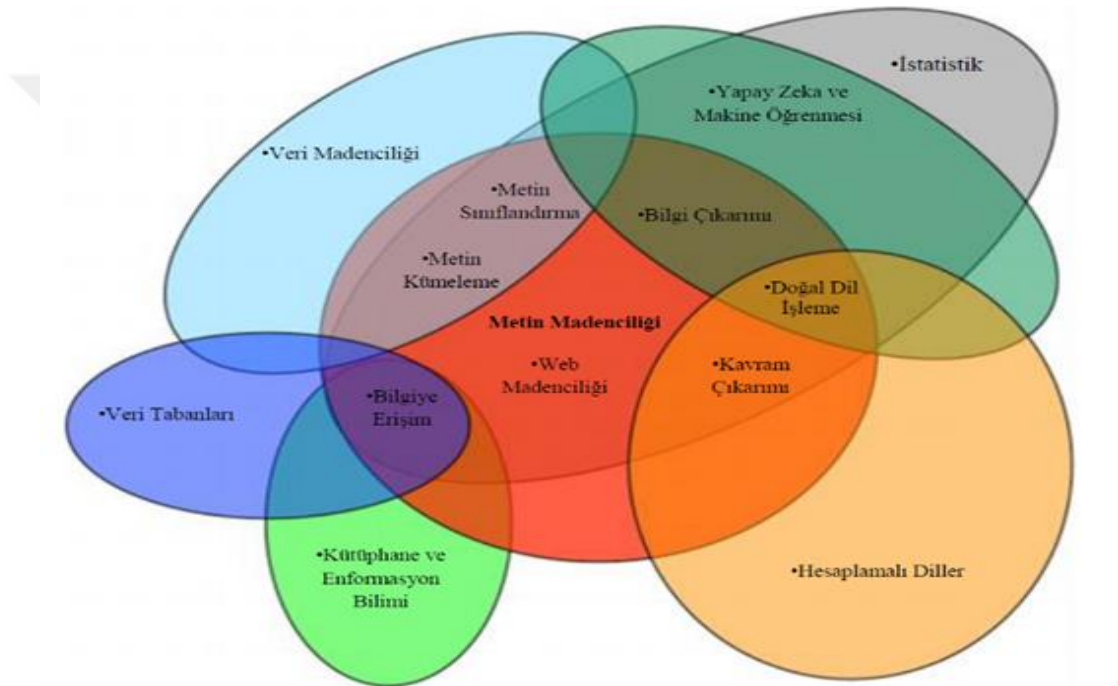 •İstatistik
•Yapay Zeka ve
Makine Öğrenmesi
•Veri Madenciliği
•Metin
Sınıflandırma
•Bilgi Çıkarımı
•Metin
Kümeleme
•Doğal Dil
İşleme
Metin Madenciliği
•Web
Madenciliği
•Kavram
Çıkarımı
•Veri Tabanları
•Bilgiye
Erişim
•Kütüphane ve
Enformasyon
Bilimi
•Hesaplamalı Diller